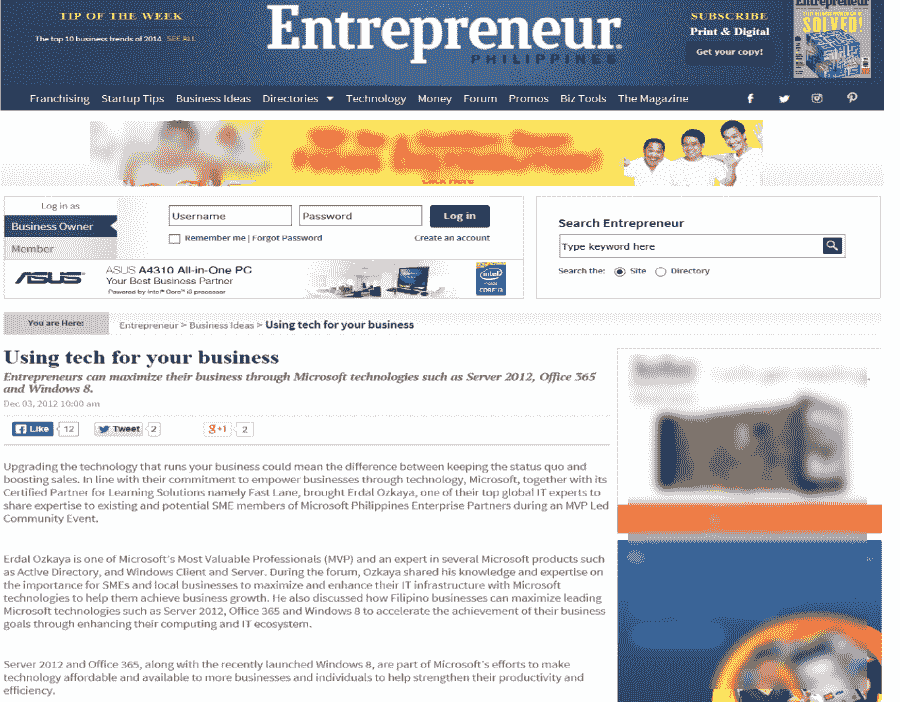 TIP OF THE WEEK
The top 10 business trends of 2014 SEE ALL
Entrepreneur
PHILIPPINES
SUBSCRIBE
Print & Digital
Get your copy!
Entrepreneur
SOLVED!
Franchising Startup Tips Business Ideas Directories Technology Money Forum Promos Biz Tools The Magazine
Click Here
Log in as
Business Owner
Member
Username Password Log in
Remember me | Forgot Password Create an account
Search Entrepreneur
Type keyword here
Search the: Site Directory
ASUS
ASUS A4310 All-in-One PC
Your Best Business Partner
Powered by Intel® Core™ i3 processor
intel
CORE i3
You are Here: Entrepreneur > Business Ideas > Using tech for your business
Using tech for your business
Entrepreneurs can maximize their business through Microsoft technologies such as Server 2012, Office 365
and Windows 8.
Dec 03, 2012 10:00 am
Like 12 Tweet 2 g+1 2
Upgrading the technology that runs your business could mean the difference between keeping the status quo and
boosting sales. In line with their commitment to empower businesses through technology, Microsoft, together with its
Certified Partner for Learning Solutions namely Fast Lane, brought Erdal Ozkaya, one of their top global IT experts to
share expertise to existing and potential SME members of Microsoft Philippines Enterprise Partners during an MVP Led
Community Event.
Erdal Ozkaya is one of Microsoft's Most Valuable Professionals (MVP) and an expert in several Microsoft products such
as Active Directory, and Windows Client and Server. During the forum, Ozkaya shared his knowledge and expertise on
the importance for SMEs and local businesses to maximize and enhance their IT infrastructure with Microsoft
technologies to help them achieve business growth. He also discussed how Filipino businesses can maximize leading
Microsoft technologies such as Server 2012, Office 365 and Windows 8 to accelerate the achievement of their business
goals through enhancing their computing and IT ecosystem.
Server 2012 and Office 365, along with the recently launched Windows 8, are part of Microsoft's efforts to make
technology affordable and available to more businesses and individuals to help strengthen their productivity and
efficiency.